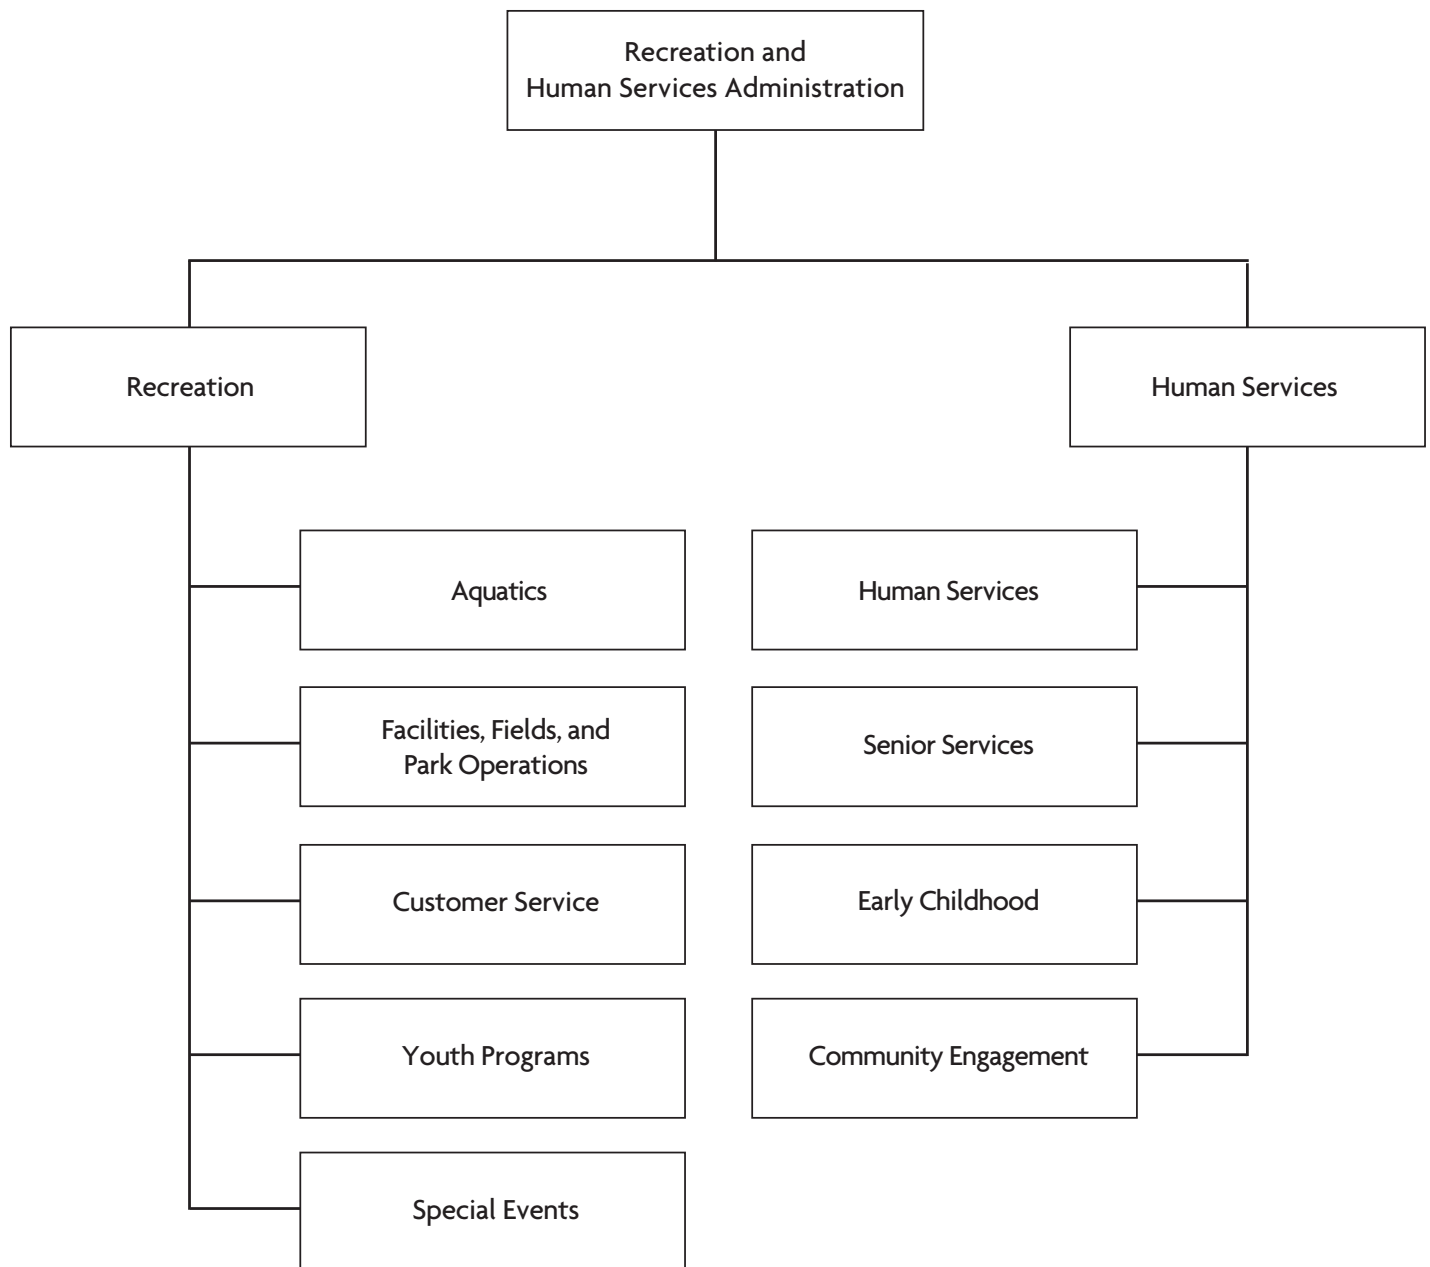 Recreation and
Human Services Administration
Recreation
Human Services
Aquatics
Human Services
Facilities, Fields, and
Park Operations
Senior Services
Customer Service
Early Childhood
Youth Programs
Community Engagement
Special Events